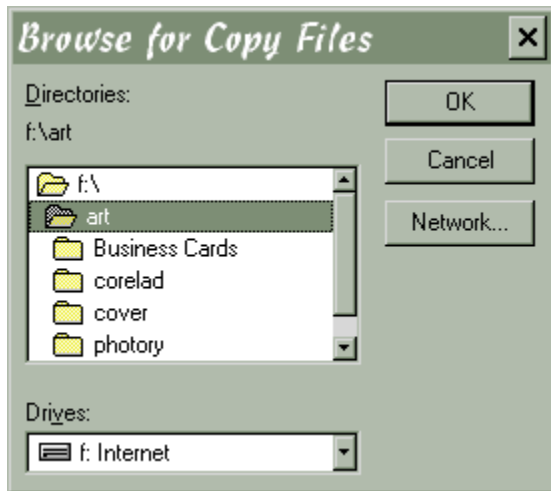 Browse for Copy Files
Directories:
f:\art
OK
Cancel
Network...
f:\
art
Business Cards
corelad
cover
photory
Drives:
f: Internet